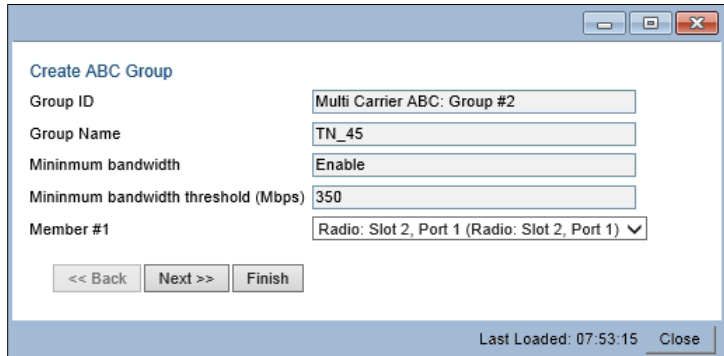 Create ABC Group
Group ID Multi Carrier ABC: Group #2
Group Name TN_45
Mininmum bandwidth Enable
Mininmum bandwidth threshold (Mbps) 350
Member #1 Radio: Slot 2, Port 1 (Radio: Slot 2, Port 1)
<< Back Next >> Finish
Last Loaded: 07:53:15 Close